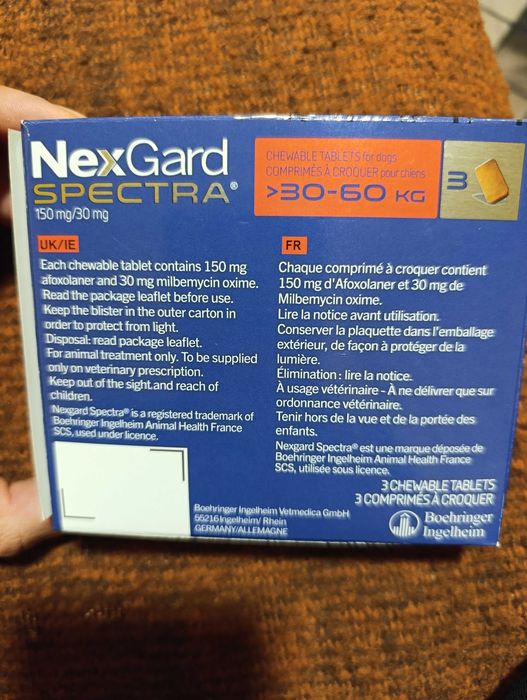 NexGard
SPECTRA®
150 mg/30 mg
CHEWABLE TABLETS for dogs
COMPRIMÉS À CROQUER pour chiens
>30-60 KG
3
UK/IE
Each chewable tablet contains 150 mg
afoxolaner and 30 mg milbemycin oxime.
Read the package leaflet before use.
Keep the blister in the outer carton in
order to protect from light.
Disposal: read package leaflet.
For animal treatment only. To be supplied
only on veterinary prescription.
Keep out of the sight and reach of
children.
Nexgard Spectra® is a registered trademark of
Boehringer Ingelheim Animal Health France
SCS, used under licence.
FR
Chaque comprimé à croquer contient
150 mg d'Afoxolaner et 30 mg de
Milbemycin oxime.
Lire la notice avant utilisation.
Conserver la plaquette dans l'emballage
extérieur, de façon à protéger de la
lumière.
Élimination : lire la notice.
À usage vétérinaire - À ne délivrer que sur
ordonnance vétérinaire.
Tenir hors de la vue et de la portée des
enfants.
Nexgard Spectra® est une marque déposée de
Boehringer Ingelheim Animal Health France
SCS, utilisée sous licence.
3 CHEWABLE TABLETS
3 COMPRIMÉS À CROQUER
Boehringer Ingelheim Vetmedica GmbH
55216 Ingelheim/ Rhein
GERMANY/ALLEMAGNE
Boehringer
Ingelheim